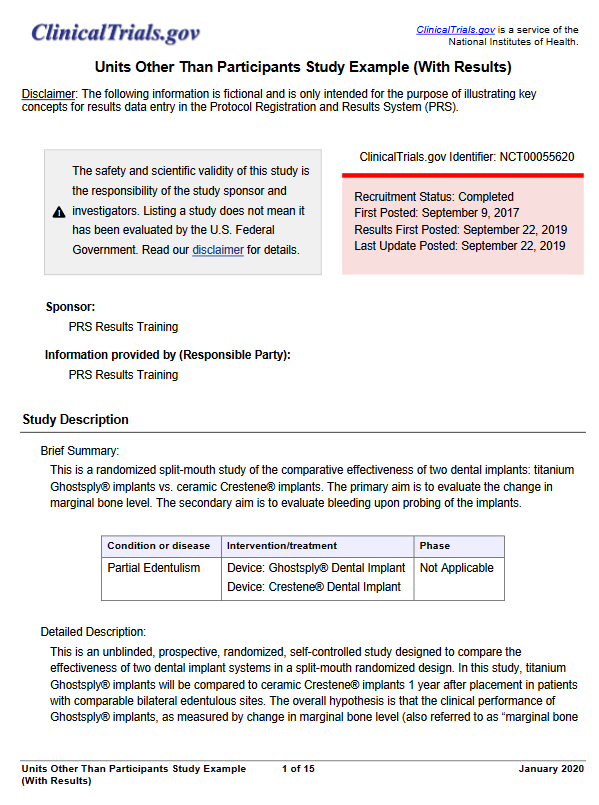 ClinicalTrials.gov
ClinicalTrials.gov is a service of the
National Institutes of Health.
Units Other Than Participants Study Example (With Results)
Disclaimer: The following information is fictional and is only intended for the purpose of illustrating key
concepts for results data entry in the Protocol Registration and Results System (PRS).
The safety and scientific validity of this study is
the responsibility of the study sponsor and
investigators. Listing a study does not mean it
has been evaluated by the U.S. Federal
Government. Read our disclaimer for details.
ClinicalTrials.gov Identifier: NCT00055620
Recruitment Status: Completed
First Posted: September 9, 2017
Results First Posted: September 22, 2019
Last Update Posted: September 22, 2019
Sponsor:
PRS Results Training
Information provided by (Responsible Party):
PRS Results Training
Study Description
Brief Summary:
This is a randomized split-mouth study of the comparative effectiveness of two dental implants: titanium
Ghostsply® implants vs. ceramic Crestene® implants. The primary aim is to evaluate the change in
marginal bone level. The secondary aim is to evaluate bleeding upon probing of the implants.
Condition or disease Intervention/treatment Phase
Partial Edentulism Device: Ghostsply® Dental Implant Not Applicable
Device: Crestene® Dental Implant
Detailed Description:
This is an unblinded, prospective, randomized, self-controlled study designed to compare the
effectiveness of two dental implant systems in a split-mouth randomized design. In this study, titanium
Ghostsply® implants will be compared to ceramic Crestene® implants 1 year after placement in patients
with comparable bilateral edentulous sites. The overall hypothesis is that the clinical performance of
Ghostsply® implants, as measured by change in marginal bone level (also referred to as “marginal bone
Units Other Than Participants Study Example 1 of 15 January 2020
(With Results)